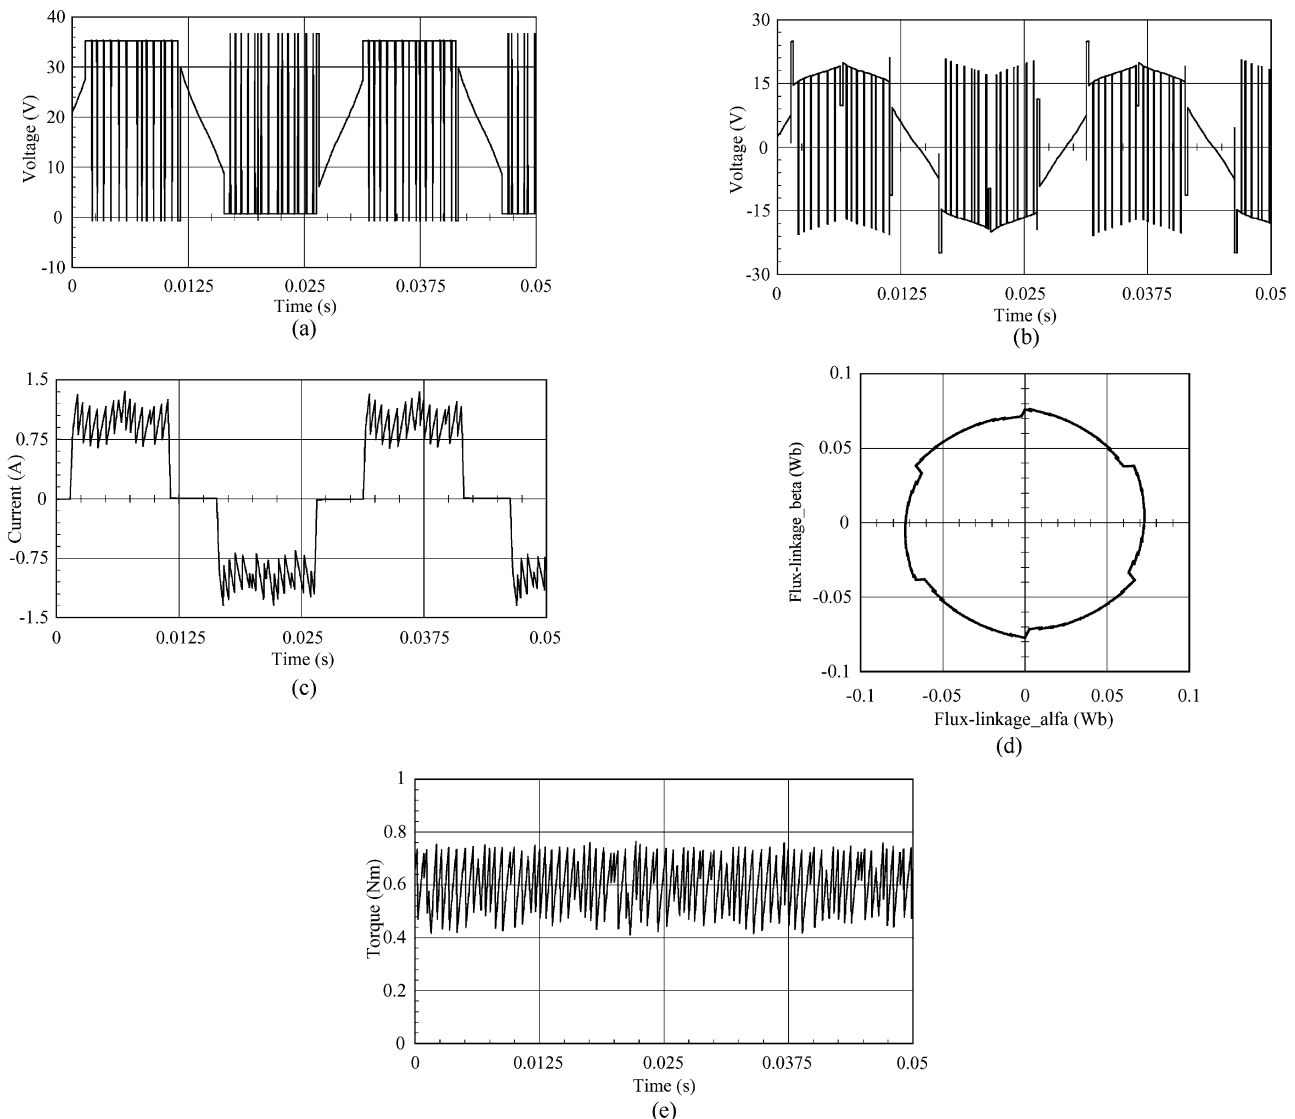 40
30
20
10
0
-10
Voltage (V)
0 0.0125 0.025 0.0375 0.05
Time (s)
(a)
30
15
0
-15
-30
Voltage (V)
0 0.0125 0.025 0.0375 0.05
Time (s)
(b)
1.5
0.75
0
-0.75
-1.5
Current (A)
0 0.0125 0.025 0.0375 0.05
Time (s)
(c)
0.1
0.05
0
-0.05
-0.1
Flux-linkage_beta (Wb)
-0.1 -0.05 0 0.05 0.1
Flux-linkage_alfa (Wb)
(d)
1
0.8
0.6
0.4
0.2
0
Torque (Nm)
0 0.0125 0.025 0.0375 0.05
Time (s)
(e)